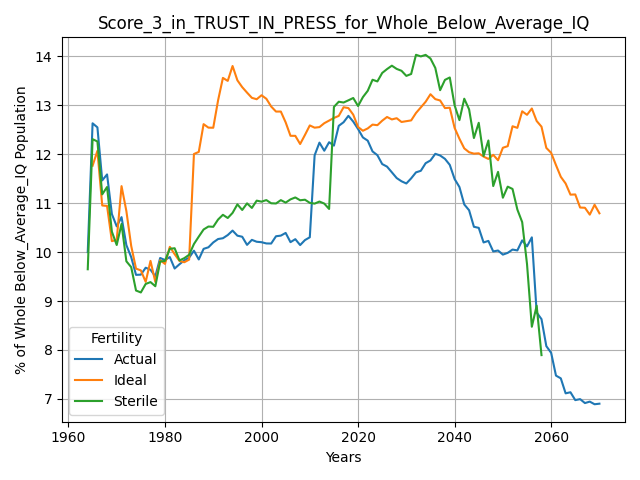 Score_3_in_TRUST_IN_PRESS_for_Whole_Below_Average_IQ
% of Whole Below_Average_IQ Population
14
13
12
11
10
9
8
7
Fertility
Actual
Ideal
Sterile
1960 1980 2000 2020 2040 2060
Years